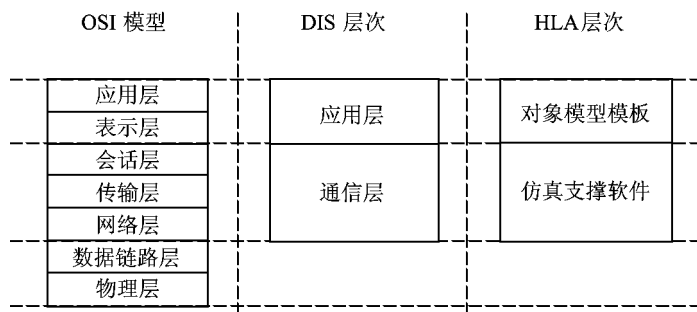 OSI 模型
DIS 层次
HLA层次
应用层
表示层
会话层
传输层
网络层
数据链路层
物理层
应用层
通信层
对象模型模板
仿真支撑软件